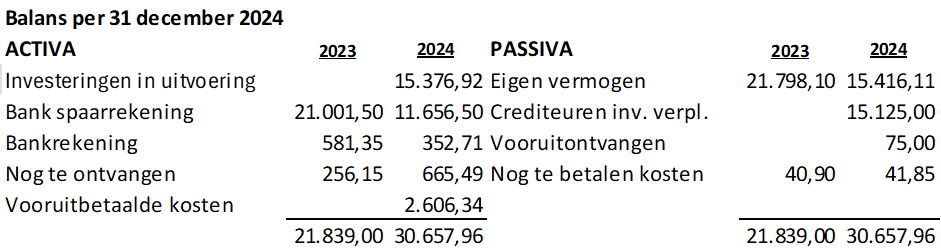 Balans per 31 december 2024
ACTIVA 2023 2024 PASSIVA 2023 2024
Investeringen in uitvoering 15.376,92 Eigen vermogen 21.798,10 15.416,11
Bank spaarrekening 21.001,50 11.656,50 Crediteuren inv. verpl. 15.125,00
Bankrekening 581,35 352,71 Vooruitontvangen 75,00
Nog te ontvangen 256,15 665,49 Nog te betalen kosten 40,90 41,85
Vooruitbetaalde kosten 2.606,34
21.839,00 30.657,96 21.839,00 30.657,96